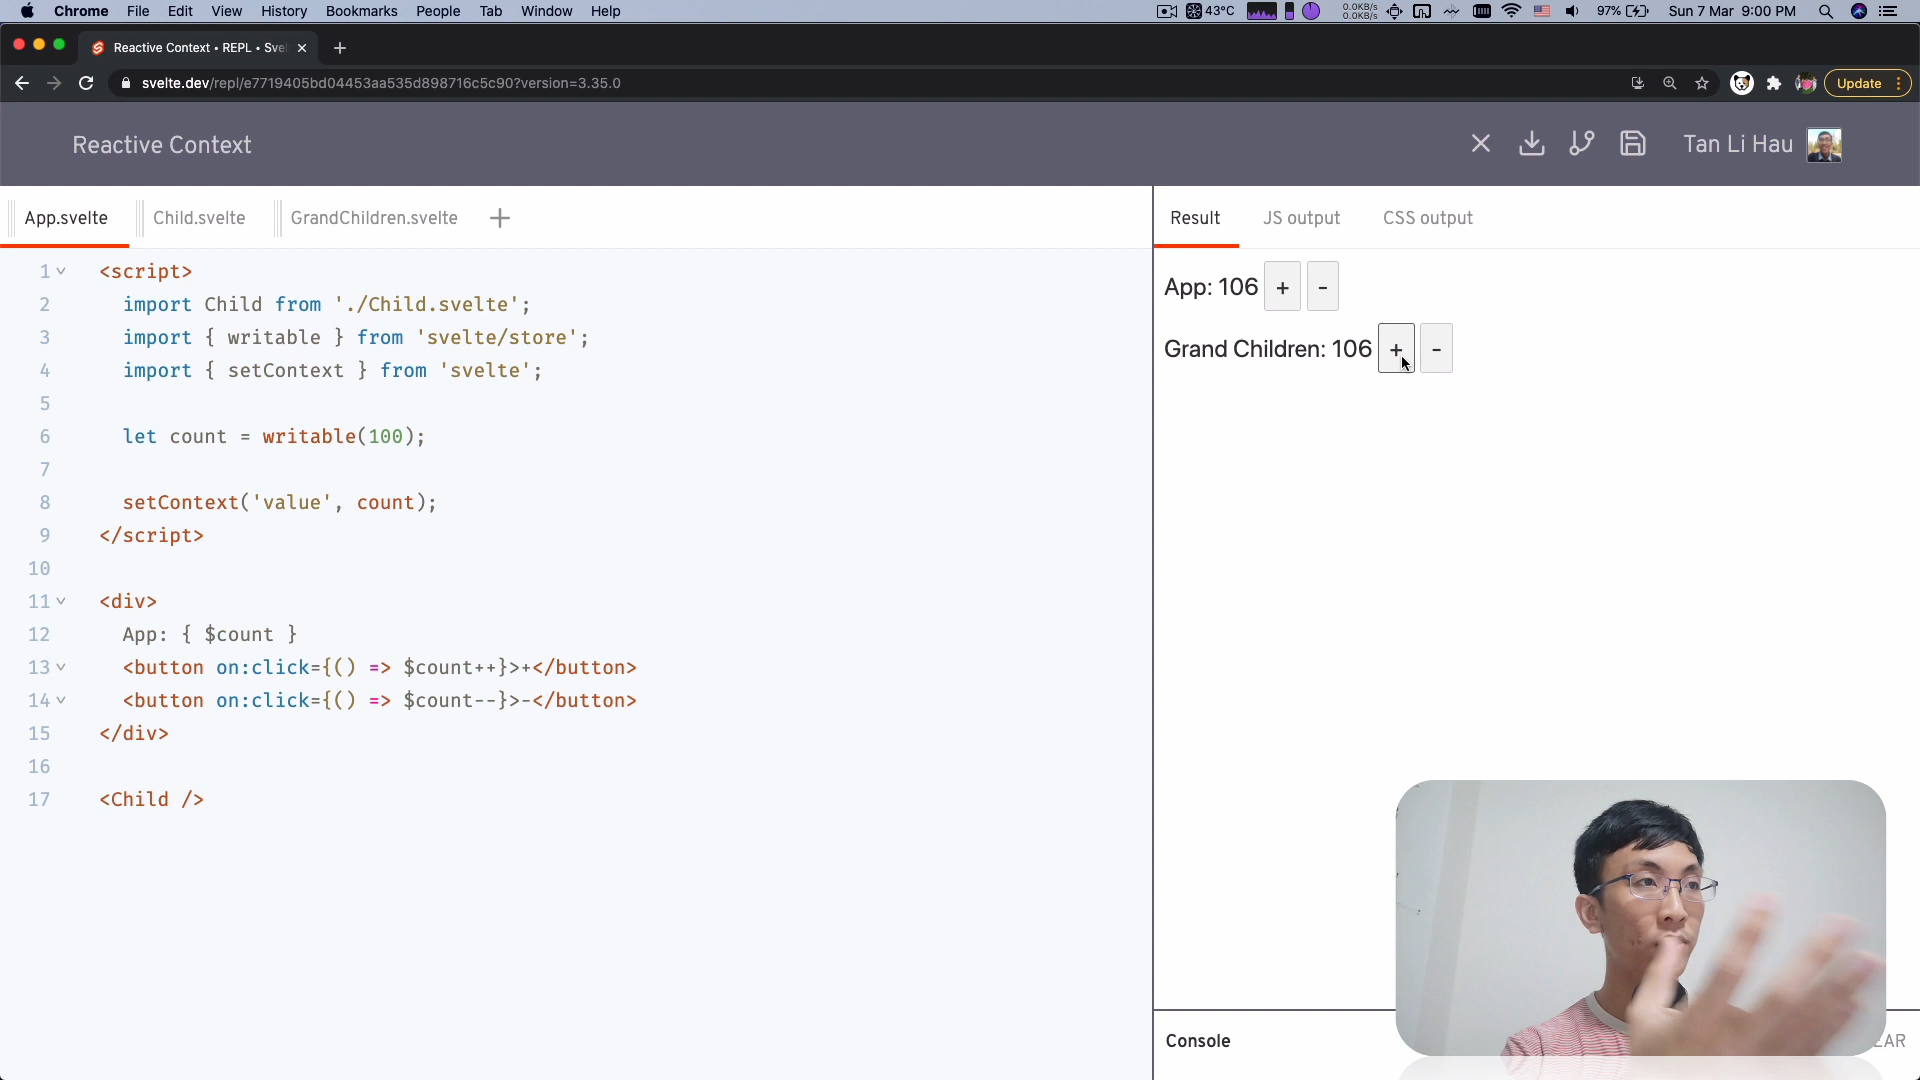 Chrome File Edit View History Bookmarks People Tab Window Help
43°C 0.0KB/s 0.0KB/s 97% Sun 7 Mar 9:00 PM
Reactive Context • REPL • Sve
svelte.dev/repl/e7719405bd04453aa535d898716c5c90?version=3.35.0 Update
Reactive Context
Tan Li Hau
App.svelte Child.svelte GrandChildren.svelte
1 <script>
2 import Child from './Child.svelte';
3 import { writable } from 'svelte/store';
4 import { setContext } from 'svelte';
5
6 let count = writable(100);
7
8 setContext('value', count);
9 </script>
10
11 <div>
12 App: { $count }
13 <button on:click={() => $count++}>+</button>
14 <button on:click={() => $count--}>-</button>
15 </div>
16
17 <Child />
Result JS output CSS output
App: 106 + -
Grand Children: 106 + -
Console
EAR